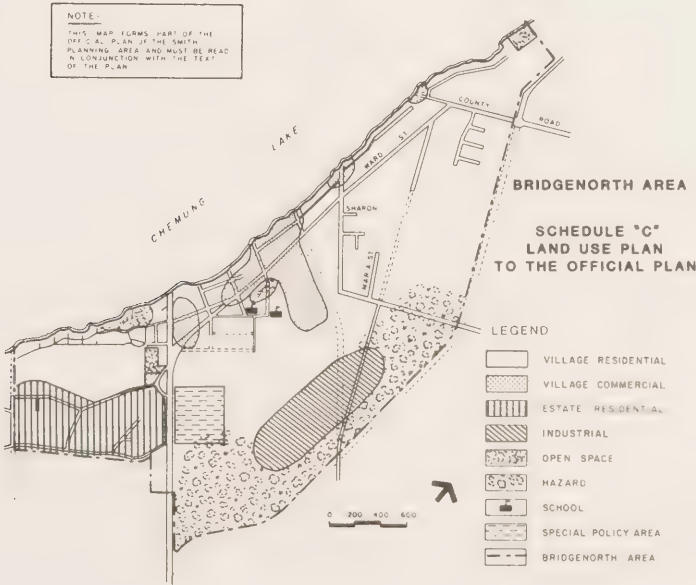 NOTE:-
THIS MAP FORMS PART OF THE
OFFICIAL PLAN OF THE SMITH
PLANNING AREA AND MUST BE READ
IN CONJUNCTION WITH THE TEXT
OF THE PLAN
CHEMUNG LAKE
COUNTY ROAD
WARD ST
SHARON
MARIA ST
BRIDGENORTH AREA
SCHEDULE "C"
LAND USE PLAN
TO THE OFFICIAL PLAN
LEGEND
VILLAGE RESIDENTIAL
VILLAGE COMMERCIAL
ESTATE RESIDENTIAL
INDUSTRIAL
OPEN SPACE
HAZARD
SCHOOL
SPECIAL POLICY AREA
BRIDGENORTH AREA
0 200 400 600